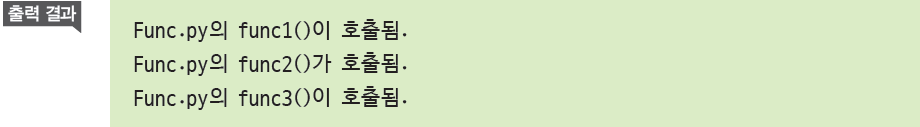 출력 결과
Func.py의 func1()이 호출됨.
Func.py의 func2()가 호출됨.
Func.py의 func3()이 호출됨.